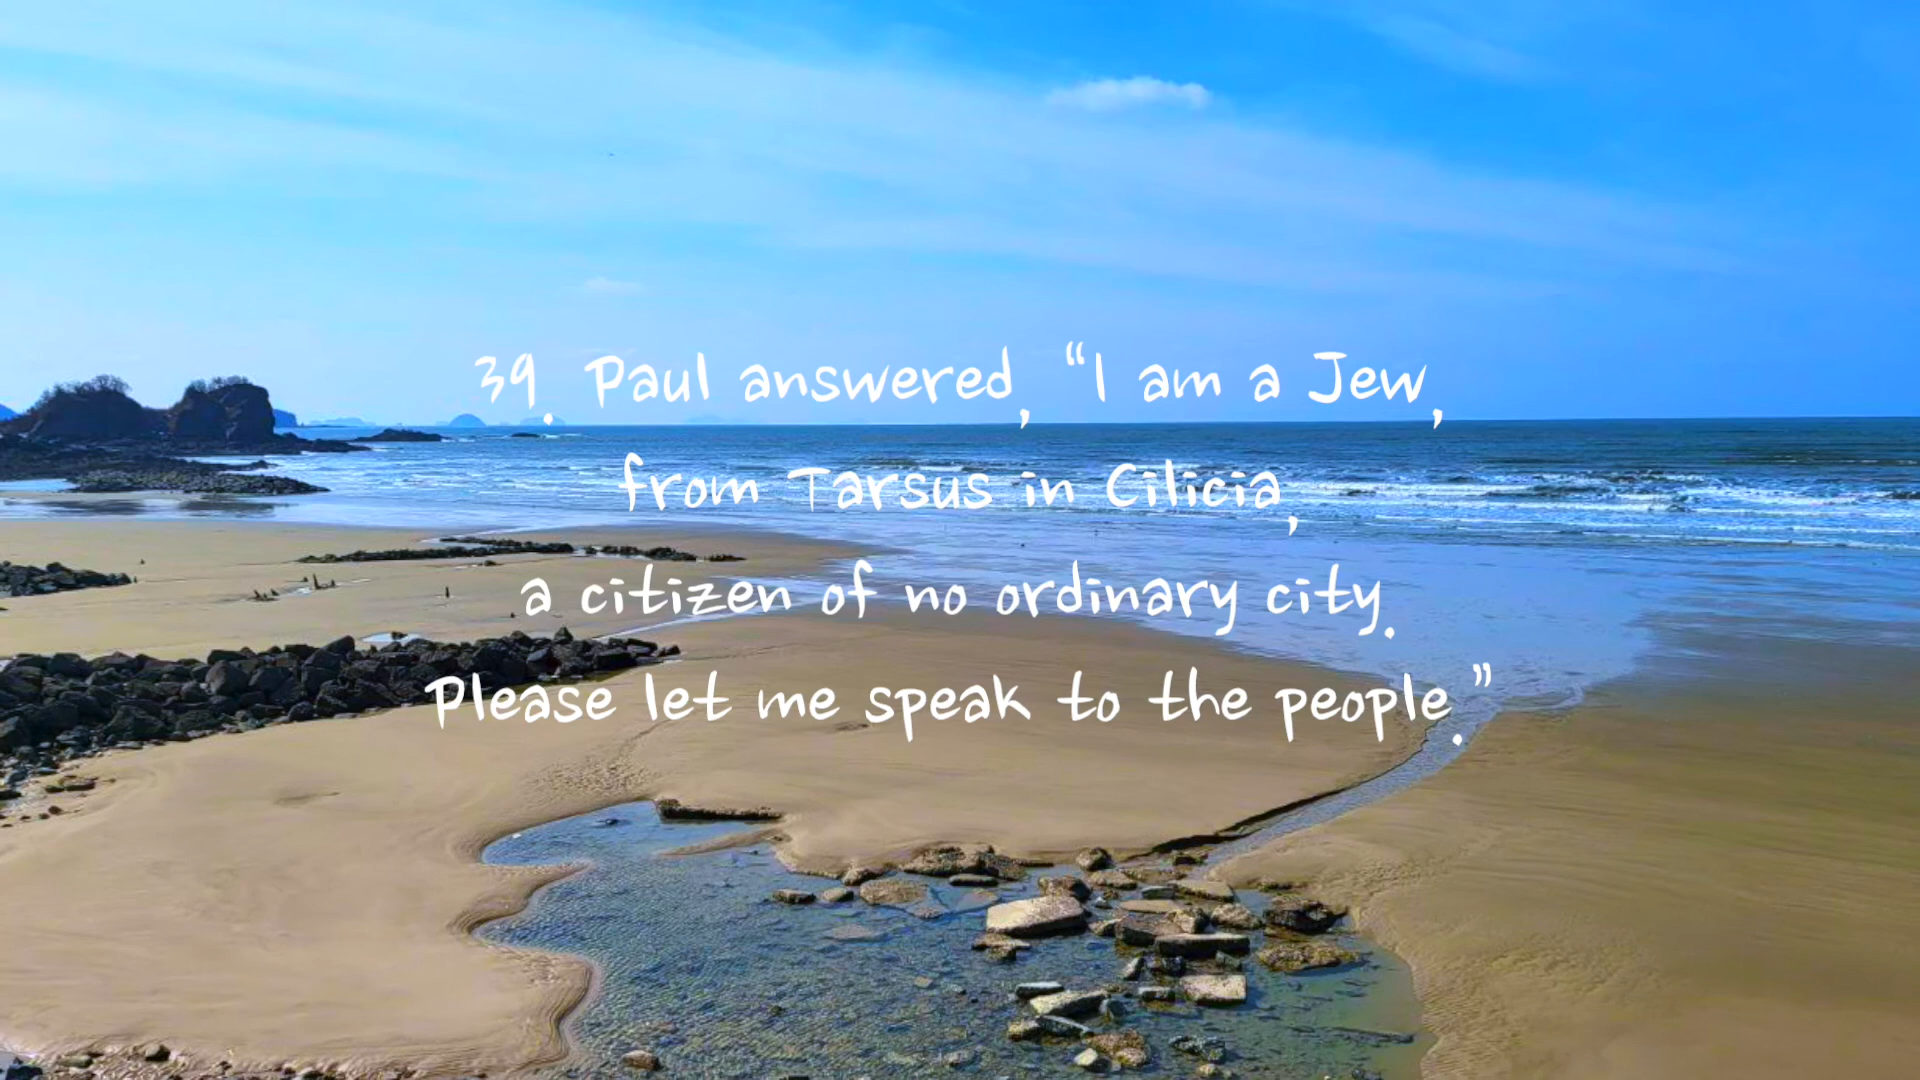 39. Paul answered, “I am a Jew,
from Tarsus in Cilicia,
a citizen of no ordinary city.
Please let me speak to the people.”